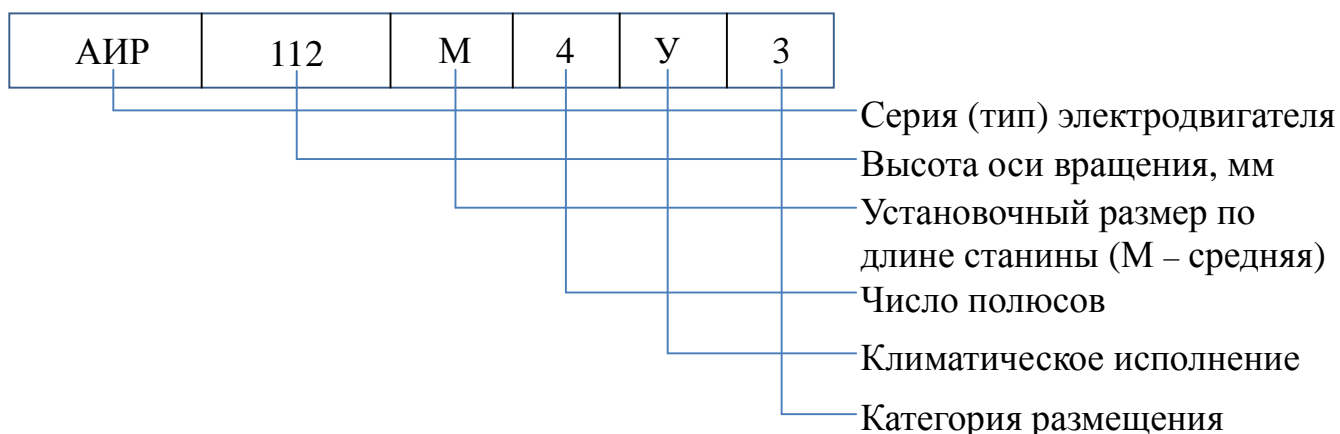 АИР 112 М 4 У 3
Серия (тип) электродвигателя
Высота оси вращения, мм
Установочный размер по
длине станины (М – средняя)
Число полюсов
Климатическое исполнение
Категория размещения